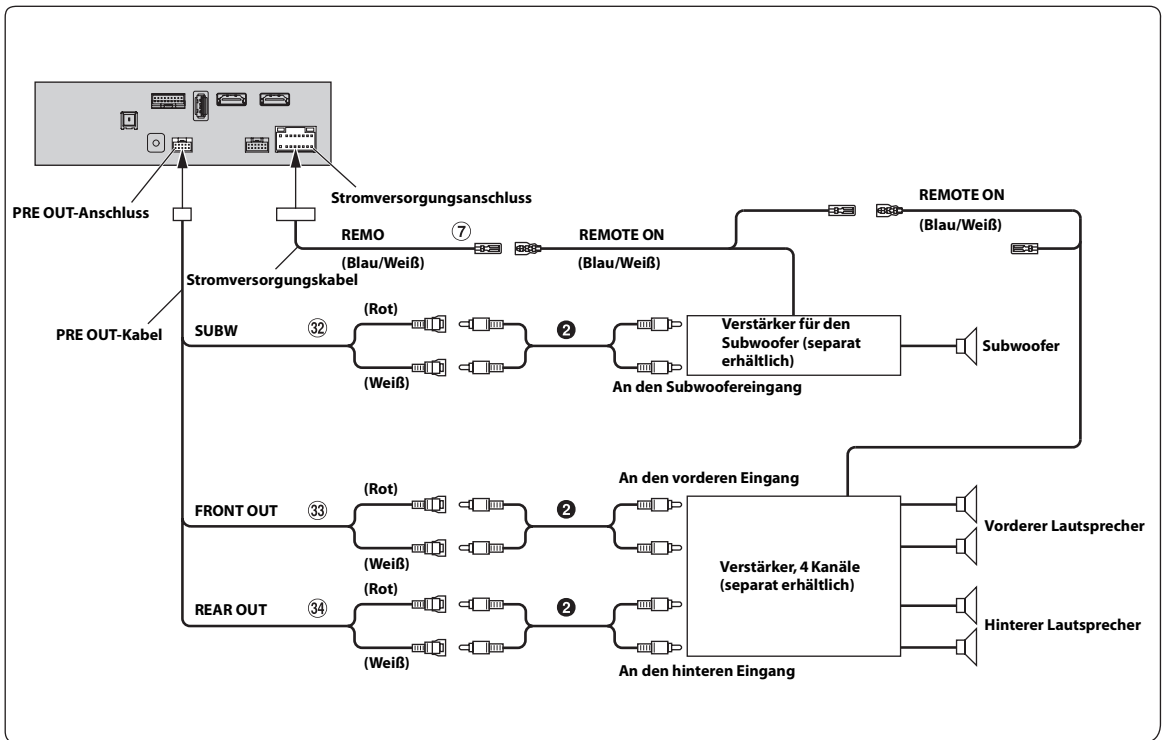 PRE OUT-Anschluss
Stromversorgungsanschluss
REMO
⑦
(Blau/Weiß)
REMOTE ON
(Blau/Weiß)
REMOTE ON
(Blau/Weiß)
Stromversorgungskabel
PRE OUT-Kabel
SUBW
㉜
(Rot)
(Weiß)
❷
Verstärker für den
Subwoofer (separat
erhältlich)
Subwoofer
An den Subwoofereingang
An den vorderen Eingang
FRONT OUT
㉝
(Rot)
(Weiß)
❷
Verstärker, 4 Kanäle
(separat erhältlich)
Vorderer Lautsprecher
REAR OUT
㉞
(Rot)
(Weiß)
❷
Hinterer Lautsprecher
An den hinteren Eingang